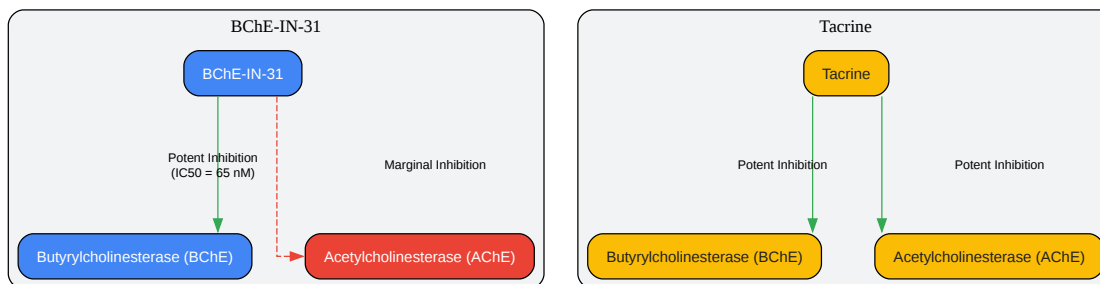 BChE-IN-31
BChE-IN-31
Potent Inhibition
(IC50 = 65 nM)
Marginal Inhibition
Butyrylcholinesterase (BChE)
Acetylcholinesterase (AChE)
Tacrine
Tacrine
Potent Inhibition
Potent Inhibition
Butyrylcholinesterase (BChE)
Acetylcholinesterase (AChE)